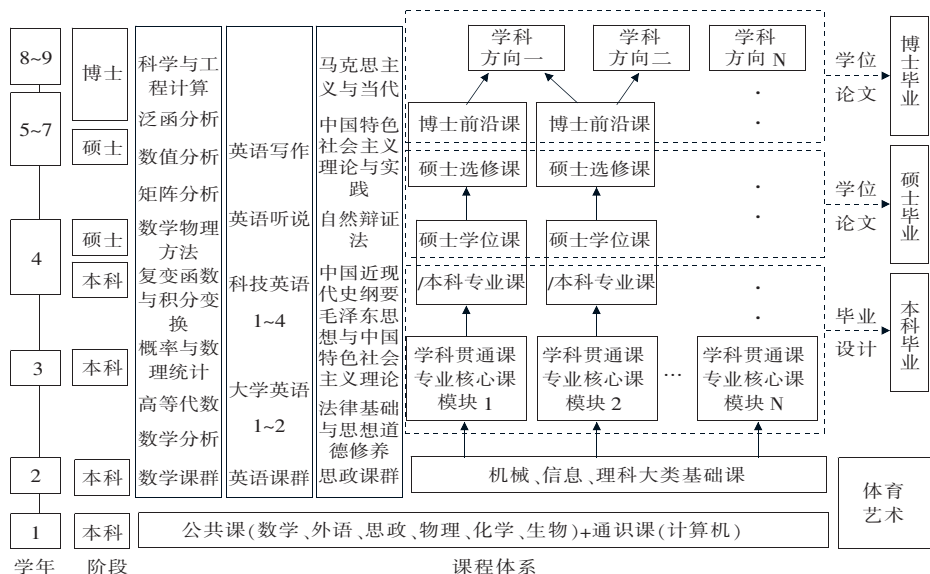 8~9
5~7
4
3
2
1
学年
博士
硕士
硕士
本科
本科
本科
本科
阶段
科学与工
程计算
泛函分析
数值分析
矩阵分析
数学物理
方法
复变函数
与积分变
换
概率与数
理统计
高等代数
数学分析
数学课群
英语写作
英语听说
科技英语
1~4
大学英语
1~2
英语课群
马克思主
义与当代
中国特色
社会主义
理论与实
践
自然辩证
法
中国近现
代史纲要
毛泽东思
想与中国
特色社会
主义理论
法律基础
与思想道
德修养
思政课群
学科
方向一
学科
方向二
学科
方向 N
博士前沿课
博士前沿课
硕士选修课
硕士选修课
硕士学位课
硕士学位课
/本科专业课
/本科专业课
学科贯通课
专业核心课
模块 1
学科贯通课
专业核心课
模块 2
…
学科贯通课
专业核心课
模块 N
机械、信息、理科大类基础课
公共课(数学、外语、思政、物理、化学、生物)+通识课(计算机)
课程体系
学位
论文
博士毕业
学位
论文
硕士毕业
毕业
设计
本科毕业
体育
艺术